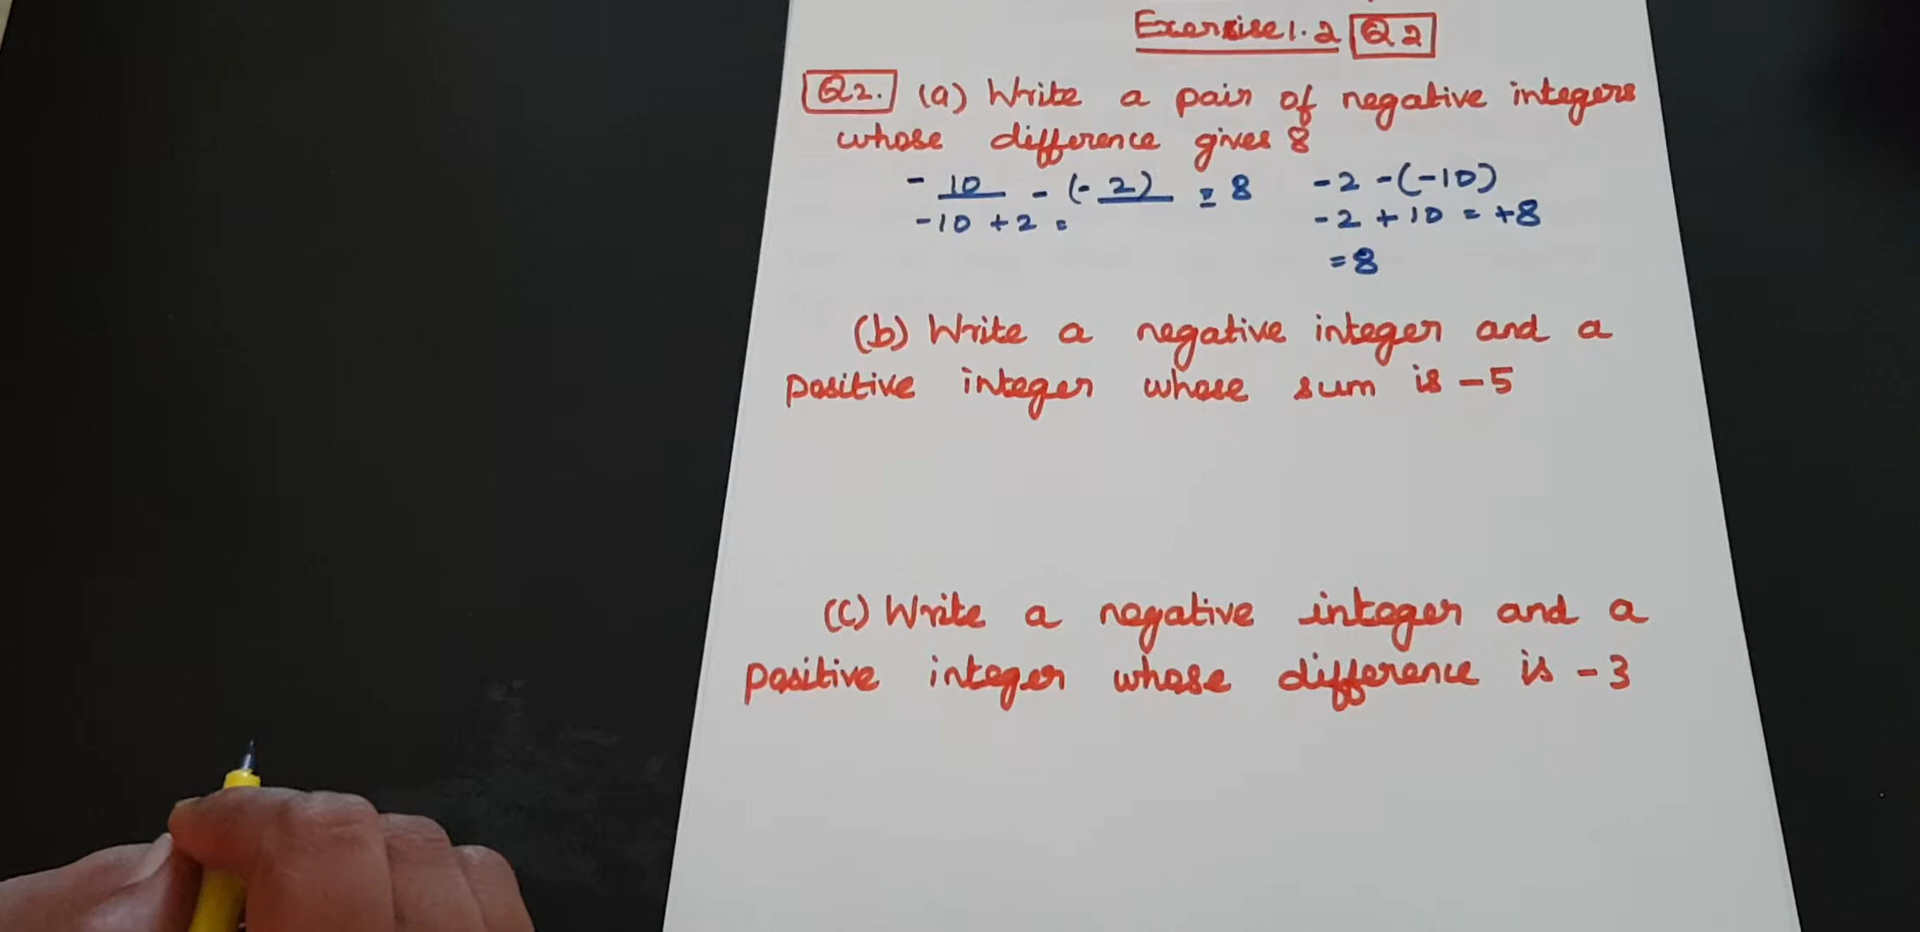 Exercise 1.2 Q2
Q2. (a) Write a pair of negative integers
whose difference gives 8
- 10 - (- 2) = 8 -2 -(-10)
-10 +2 = -2 + 10 = +8
= 8
(b) Write a negative integer and a
positive integer whose sum is -5
(c) Write a negative integer and a
positive integer whose difference is -3